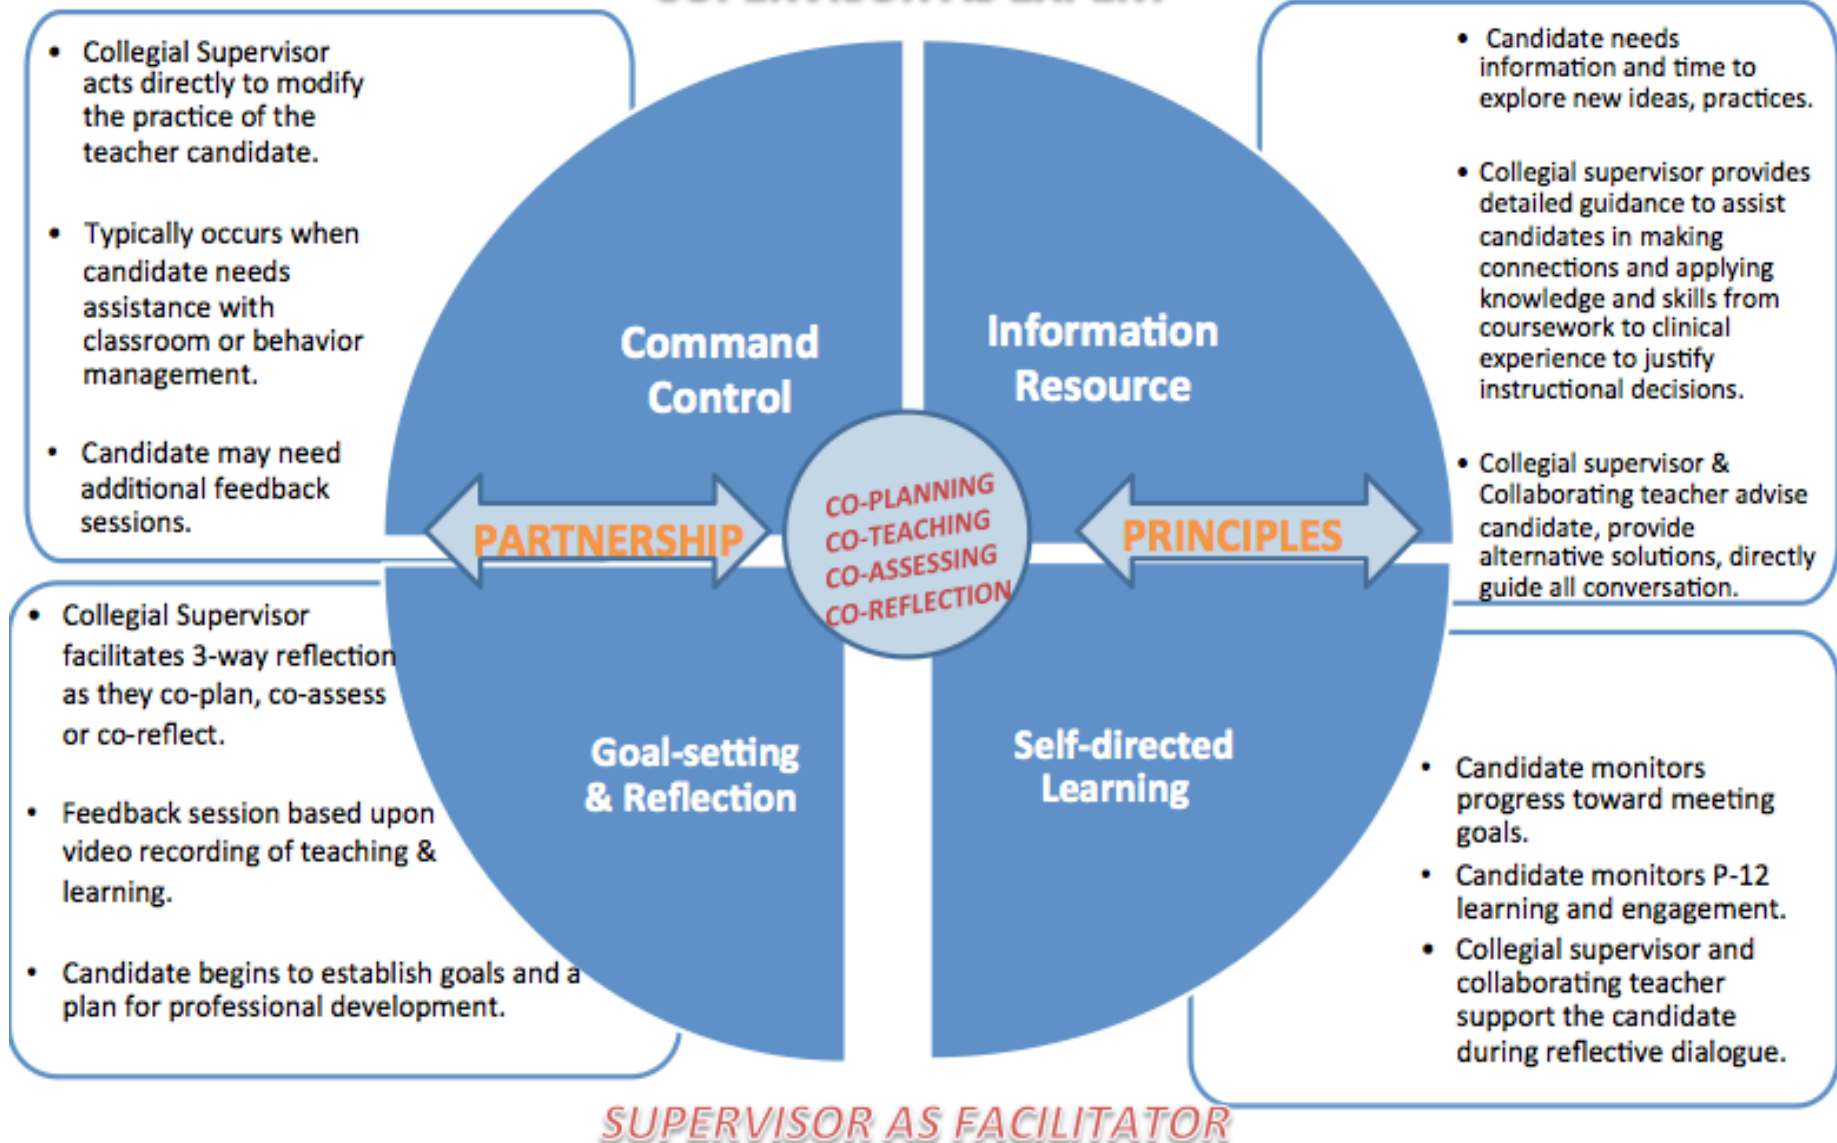 SUPERVISOR AS EXPERT
• Collegial Supervisor
acts directly to modify
the practice of the
teacher candidate.
• Typically occurs when
candidate needs
assistance with
classroom or behavior
management.
• Candidate may need
additional feedback
sessions.
• Candidate needs
information and time to
explore new ideas, practices.
• Collegial supervisor provides
detailed guidance to assist
candidates in making
connections and applying
knowledge and skills from
coursework to clinical
experience to justify
instructional decisions.
• Collegial supervisor &
Collaborating teacher advise
candidate, provide
alternative solutions, directly
guide all conversation.
Command
Control
Information
Resource
PARTNERSHIP
CO-PLANNING
CO-TEACHING
CO-ASSESSING
CO-REFLECTION
PRINCIPLES
• Collegial Supervisor
facilitates 3-way reflection
as they co-plan, co-assess
or co-reflect.
• Feedback session based upon
video recording of teaching &
learning.
• Candidate begins to establish goals and a
plan for professional development.
Goal-setting
& Reflection
Self-directed
Learning
• Candidate monitors
progress toward meeting
goals.
• Candidate monitors P-12
learning and engagement.
• Collegial supervisor and
collaborating teacher
support the candidate
during reflective dialogue.
SUPERVISOR AS FACILITATOR